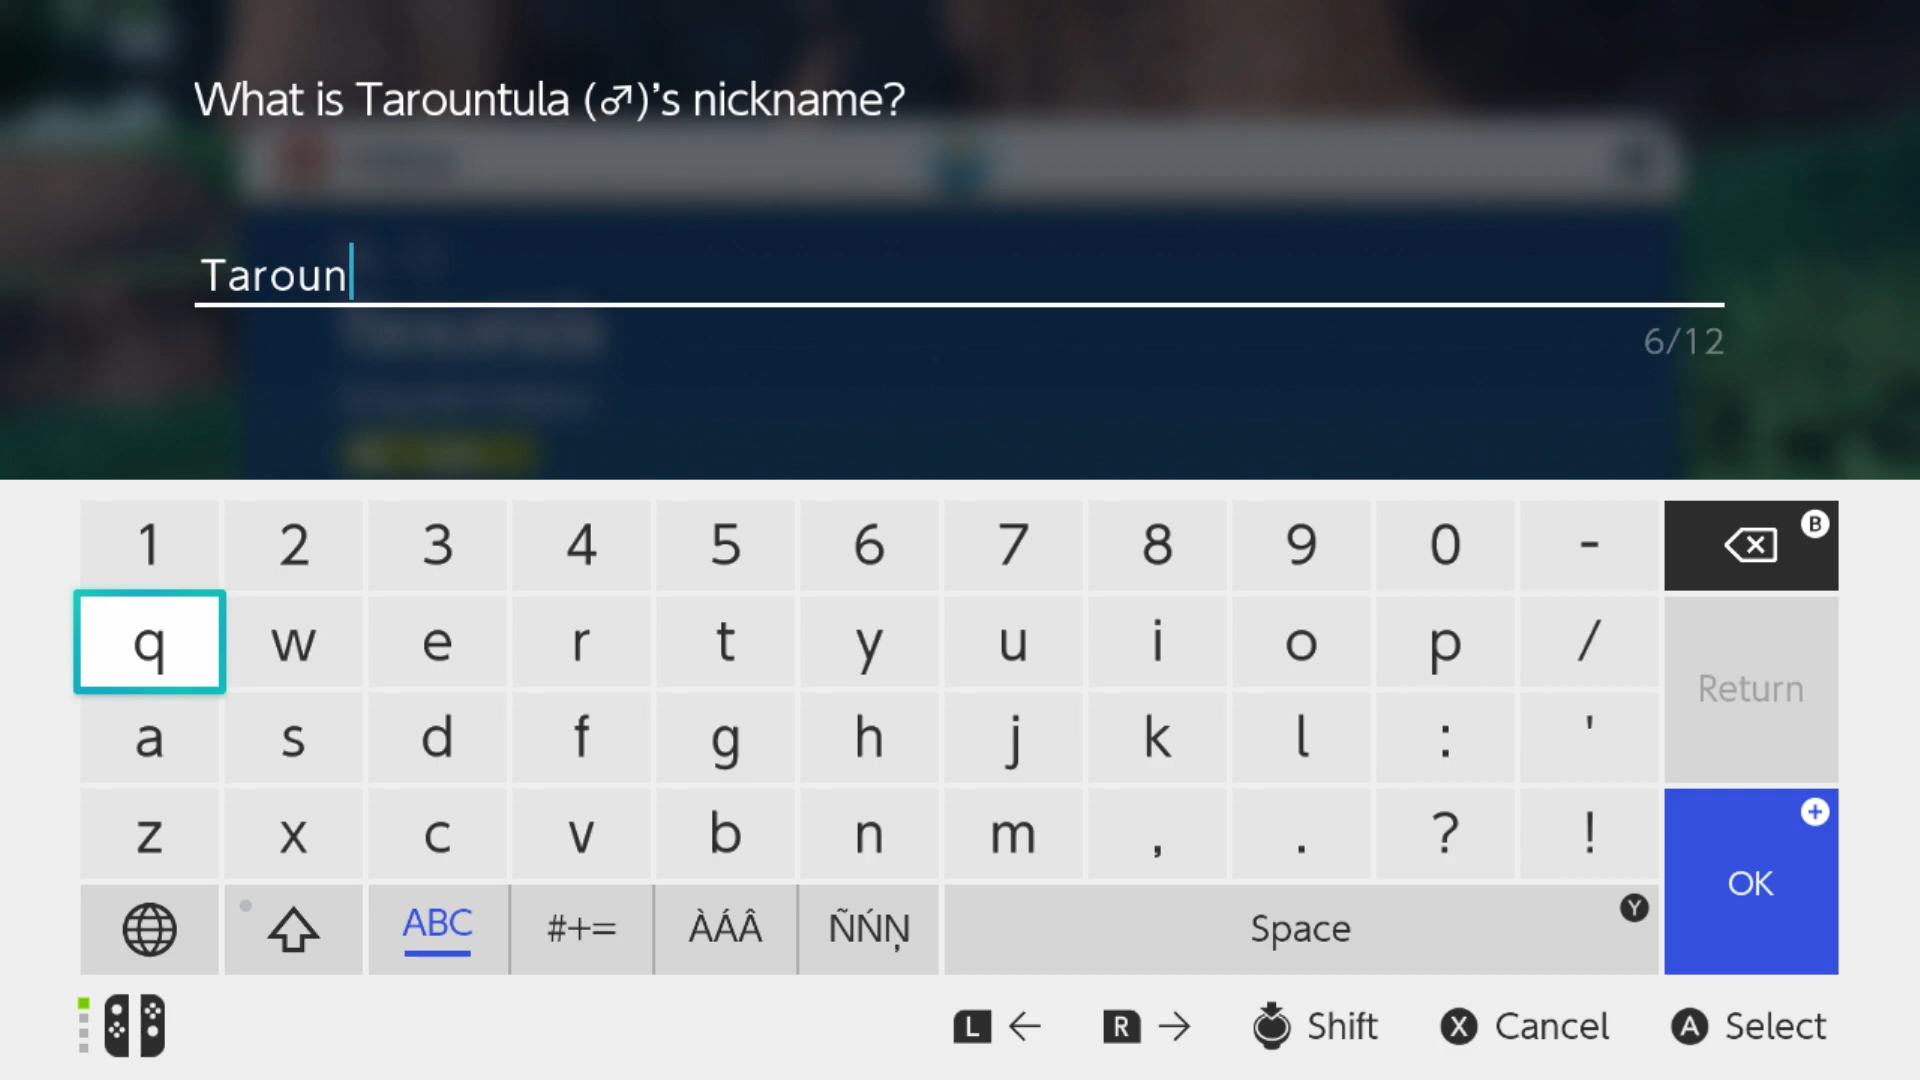 What is Tarountula (♂)’s nickname?
Taroun
6/12
1 2 3 4 5 6 7 8 9 0 - B
q w e r t y u i o p /
Return
a s d f g h j k l : '
z x c v b n m , . ? ! +
OK
ABC #+= ÀÁÂ ÑŃŅ Space Y
L ← R → Shift X Cancel A Select